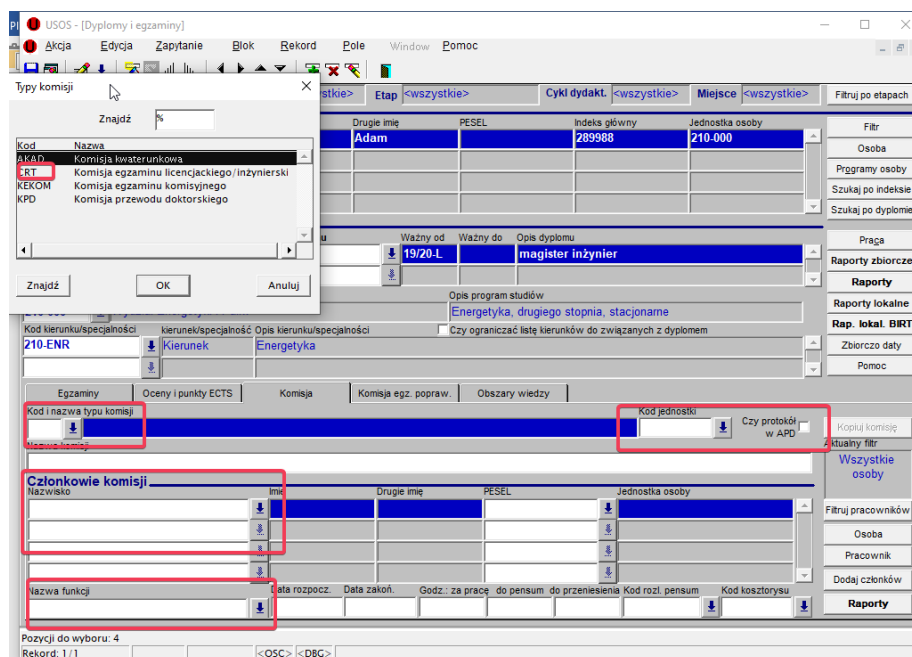 USOS - [Dyplomy i egzaminy]
Akcja Edycja Zapytanie Blok Rekord Pole Window Pomoc
Typy komisji
Znajdź %
Kod Nazwa
AKAD Komisja kwaterunkowa
CRT Komisja egzaminu licencjackiego/inżynierski
KEKOM Komisja egzaminu komisyjnego
KPD Komisja przewodu doktorskiego
Znajdź OK Anuluj
Etap <wszystkie> Cykl dydakt. <wszystkie> Miejsce <wszystkie> Filtruj po etapach
Drugie imię PESEL Indeks główny Jednostka osoby
Adam 289988 210-000
Filtr
Osoba
Programy osoby
Szukaj po indeksie
Szukaj po dyplomie
Ważny od Ważny do Opis dyplomu
19/20-L magister inżynier
Praca
Raporty zbiorcze
Raporty
Raporty lokalne
Rap. lokal. BIRT
Zbiorczo daty
Pomoc
Opis program studiów
Energetyka, drugiego stopnia, stacjonarne
Kod kierunku/specjalności kierunek/specjalność Opis kierunku/specjalności Czy ograniczać listę kierunków do związanych z dyplomem
210-ENR Kierunek Energetyka
Egzaminy Oceny i punkty ECTS Komisja Komisja egz. popraw. Obszary wiedzy
Kod i nazwa typu komisji Kod jednostki Czy protokół w APD
Kopiuj komisję
Nazwa komisji
Aktualny filtr
Wszystkie osoby
Członkowie komisji
Nazwisko Imię Drugie imię PESEL Jednostka osoby
Filtruj pracowników
Osoba
Pracownik
Dodaj członków
Raporty
Nazwa funkcji Data rozpocz. Data zakoń. Godz.: za pracę do pensum do przeniesienia Kod rozl. pensum Kod kosztorysu
Pozycji do wyboru: 4
Rekord: 1/1 <OSC> <DBG>